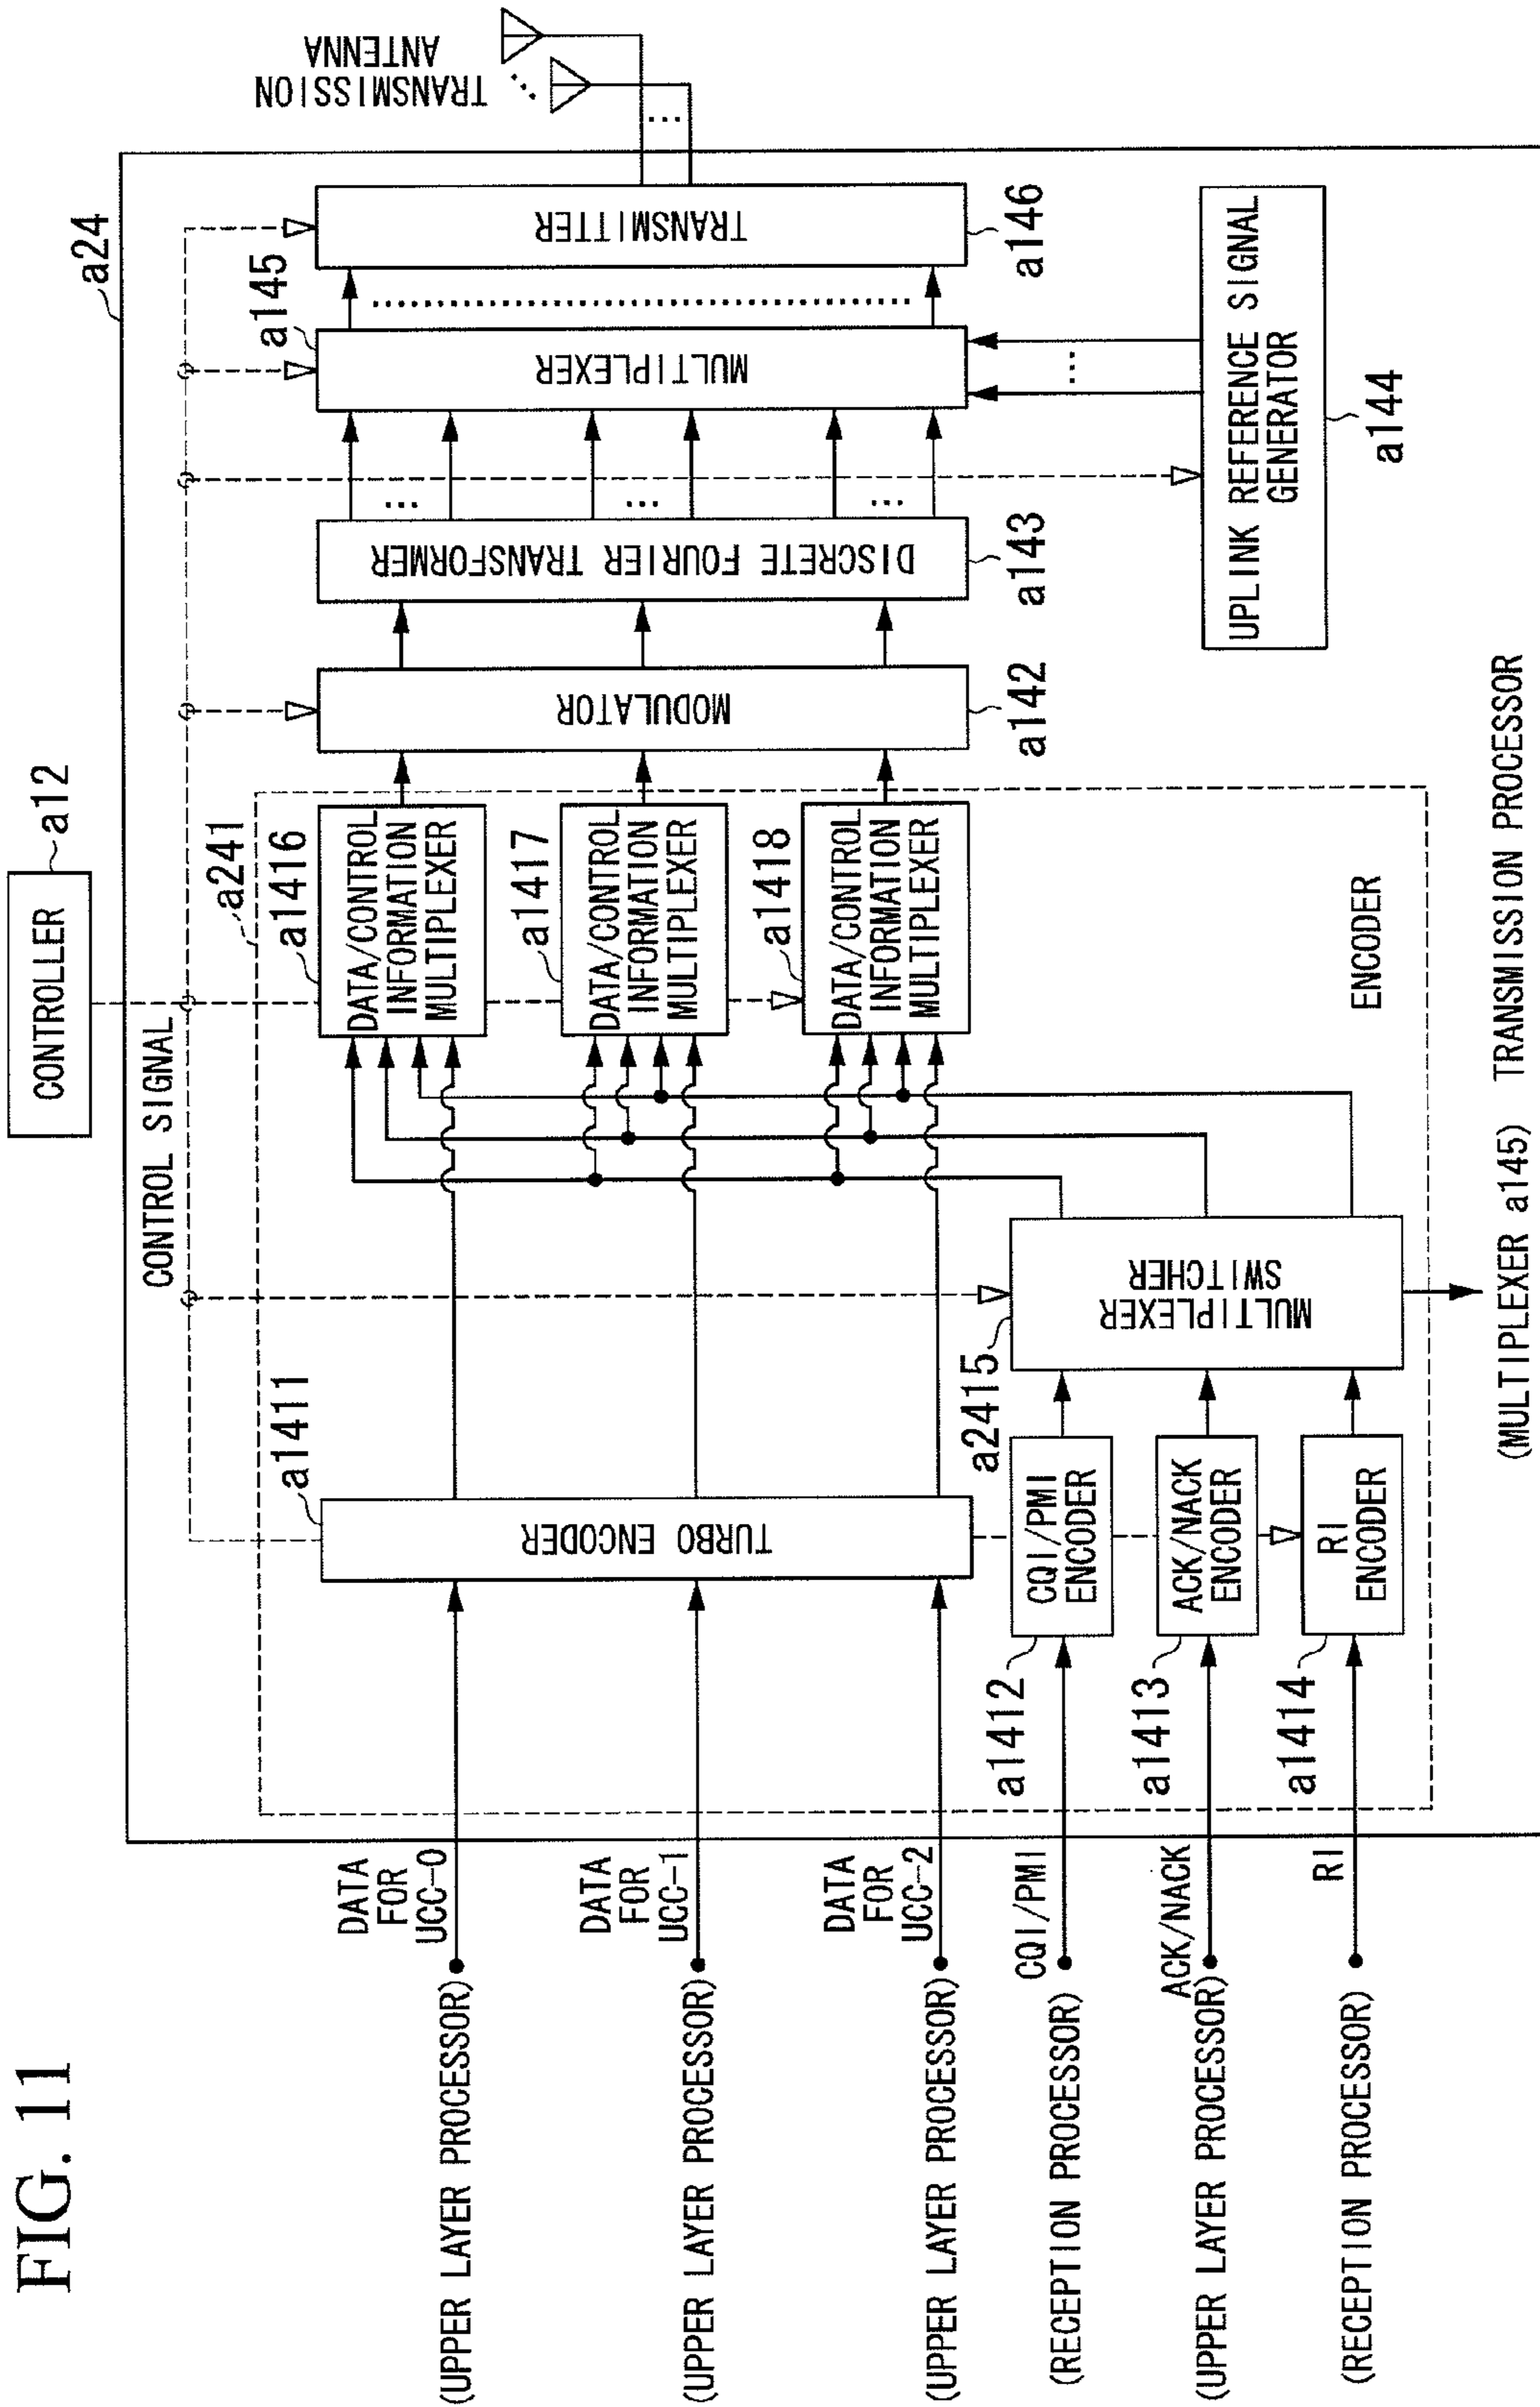 FIG. 11
CONTROLLER
a12
a24
CONTROL SIGNAL
a241
TRANSMISSION
ANTENNA
(UPPER LAYER PROCESSOR)
DATA
FOR
UCC-0
(UPPER LAYER PROCESSOR)
DATA
FOR
UCC-1
(UPPER LAYER PROCESSOR)
DATA
FOR
UCC-2
(RECEPTION PROCESSOR)
CQI/PMI
(UPPER LAYER PROCESSOR)
ACK/NACK
(RECEPTION PROCESSOR)
RI
a1411
TURBO ENCODER
a1412
CQI/PMI
ENCODER
a1413
ACK/NACK
ENCODER
a1414
RI
ENCODER
a2415
MULTIPLEXER
SWITCHER
a1416
DATA/CONTROL
INFORMATION
MULTIPLEXER
a1417
DATA/CONTROL
INFORMATION
MULTIPLEXER
a1418
DATA/CONTROL
INFORMATION
MULTIPLEXER
ENCODER
MODULATOR
a142
DISCRETE FOURIER TRANSFORMER
a143
a145
MULTIPLEXER
TRANSMITTER
a146
UPLINK REFERENCE SIGNAL
GENERATOR
a144
(MULTIPLEXER a145)
TRANSMISSION PROCESSOR